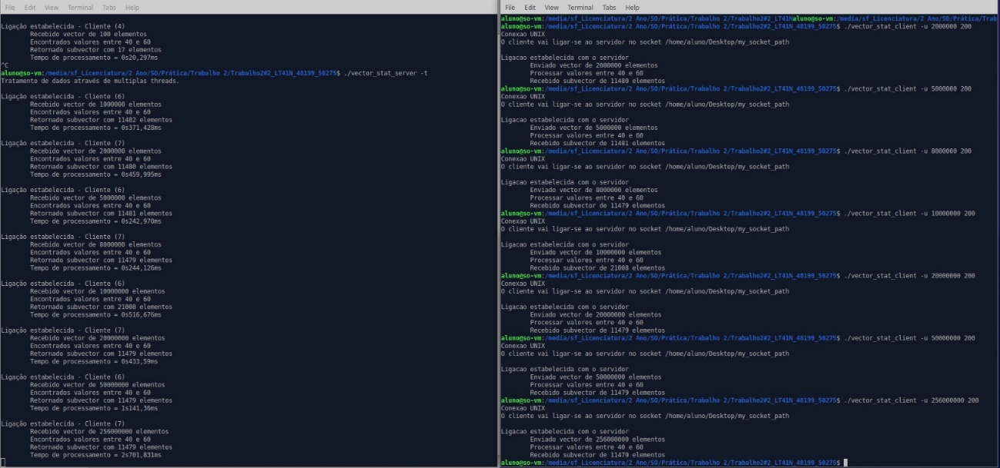 File Edit View Terminal Tabs Help
Ligação estabelecida - Cliente (4)
Recebido vector de 100 elementos
Encontrados valores entre 40 e 60
Retornado subvector com 17 elementos
Tempo de processamento = 0s20,297ms
^C
aluno@so-vm:/media/sf_Licenciatura/2 Ano/SO/Prática/Trabalho 2/Trabalho2#2_LT41N_48199_50275$ ./vector_stat_server -t
Tratamento de dados através de multiplas threads.
Ligação estabelecida - Cliente (6)
Recebido vector de 1000000 elementos
Encontrados valores entre 40 e 60
Retornado subvector com 11482 elementos
Tempo de processamento = 0s371,428ms
Ligação estabelecida - Cliente (7)
Recebido vector de 2000000 elementos
Encontrados valores entre 40 e 60
Retornado subvector com 11480 elementos
Tempo de processamento = 0s459,995ms
Ligação estabelecida - Cliente (6)
Recebido vector de 5000000 elementos
Encontrados valores entre 40 e 60
Retornado subvector com 11481 elementos
Tempo de processamento = 0s242,970ms
Ligação estabelecida - Cliente (7)
Recebido vector de 8000000 elementos
Encontrados valores entre 40 e 60
Retornado subvector com 11479 elementos
Tempo de processamento = 0s244,126ms
Ligação estabelecida - Cliente (6)
Recebido vector de 10000000 elementos
Encontrados valores entre 40 e 60
Retornado subvector com 21008 elementos
Tempo de processamento = 0s516,676ms
Ligação estabelecida - Cliente (7)
Recebido vector de 20000000 elementos
Encontrados valores entre 40 e 60
Retornado subvector com 11479 elementos
Tempo de processamento = 0s433,59ms
Ligação estabelecida - Cliente (6)
Recebido vector de 50000000 elementos
Encontrados valores entre 40 e 60
Retornado subvector com 11479 elementos
Tempo de processamento = 1s141,36ms
Ligação estabelecida - Cliente (7)
Recebido vector de 256000000 elementos
Encontrados valores entre 40 e 60
Retornado subvector com 11479 elementos
Tempo de processamento = 2s701,831ms
File Edit View Terminal Tabs Help
aluno@so-vm:/media/sf_Licenciatura/2 Ano/SO/Prática/Trabalho 2/Trabalho2#2_LT41Naluno@so-vm:/media/sf_Licenciatura/2 Ano/SO/Prática/Trab
aluno@so-vm:/media/sf_Licenciatura/2 Ano/SO/Prática/Trabalho 2/Trabalho2#2_LT41N_48199_50275$ ./vector_stat_client -u 2000000 200
Conexao UNIX
O cliente vai ligar-se ao servidor no socket /home/aluno/Desktop/my_socket_path
Ligacao estabelecida com o servidor
Enviado vector de 2000000 elementos
Processar valores entre 40 e 60
Recebido subvector de 11480 elementos
aluno@so-vm:/media/sf_Licenciatura/2 Ano/SO/Prática/Trabalho 2/Trabalho2#2_LT41N_48199_50275$ ./vector_stat_client -u 5000000 200
Conexao UNIX
O cliente vai ligar-se ao servidor no socket /home/aluno/Desktop/my_socket_path
Ligacao estabelecida com o servidor
Enviado vector de 5000000 elementos
Processar valores entre 40 e 60
Recebido subvector de 11481 elementos
aluno@so-vm:/media/sf_Licenciatura/2 Ano/SO/Prática/Trabalho 2/Trabalho2#2_LT41N_48199_50275$ ./vector_stat_client -u 8000000 200
Conexao UNIX
O cliente vai ligar-se ao servidor no socket /home/aluno/Desktop/my_socket_path
Ligacao estabelecida com o servidor
Enviado vector de 8000000 elementos
Processar valores entre 40 e 60
Recebido subvector de 11479 elementos
aluno@so-vm:/media/sf_Licenciatura/2 Ano/SO/Prática/Trabalho 2/Trabalho2#2_LT41N_48199_50275$ ./vector_stat_client -u 10000000 200
Conexao UNIX
O cliente vai ligar-se ao servidor no socket /home/aluno/Desktop/my_socket_path
Ligacao estabelecida com o servidor
Enviado vector de 10000000 elementos
Processar valores entre 40 e 60
Recebido subvector de 21008 elementos
aluno@so-vm:/media/sf_Licenciatura/2 Ano/SO/Prática/Trabalho 2/Trabalho2#2_LT41N_48199_50275$ ./vector_stat_client -u 20000000 200
Conexao UNIX
O cliente vai ligar-se ao servidor no socket /home/aluno/Desktop/my_socket_path
Ligacao estabelecida com o servidor
Enviado vector de 20000000 elementos
Processar valores entre 40 e 60
Recebido subvector de 11479 elementos
aluno@so-vm:/media/sf_Licenciatura/2 Ano/SO/Prática/Trabalho 2/Trabalho2#2_LT41N_48199_50275$ ./vector_stat_client -u 50000000 200
Conexao UNIX
O cliente vai ligar-se ao servidor no socket /home/aluno/Desktop/my_socket_path
Ligacao estabelecida com o servidor
Enviado vector de 50000000 elementos
Processar valores entre 40 e 60
Recebido subvector de 11479 elementos
aluno@so-vm:/media/sf_Licenciatura/2 Ano/SO/Prática/Trabalho 2/Trabalho2#2_LT41N_48199_50275$ ./vector_stat_client -u 256000000 200
Conexao UNIX
O cliente vai ligar-se ao servidor no socket /home/aluno/Desktop/my_socket_path
Ligacao estabelecida com o servidor
Enviado vector de 256000000 elementos
Processar valores entre 40 e 60
Recebido subvector de 11479 elementos
aluno@so-vm:/media/sf_Licenciatura/2 Ano/SO/Prática/Trabalho 2/Trabalho2#2_LT41N_48199_50275$